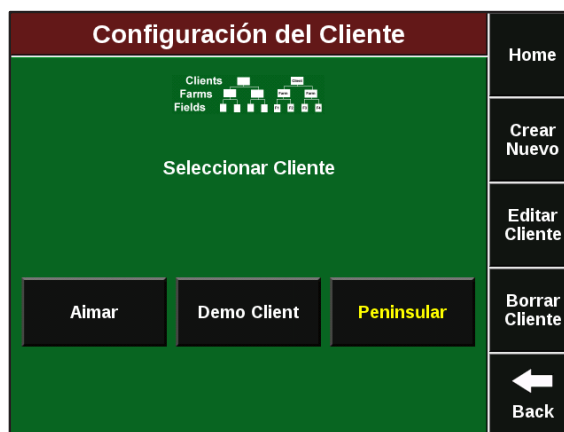 Configuración del Cliente
Clients
Farms
Fields
Seleccionar Cliente
Aimar
Demo Client
Peninsular
Home
Crear
Nuevo
Editar
Cliente
Borrar
Cliente
Back